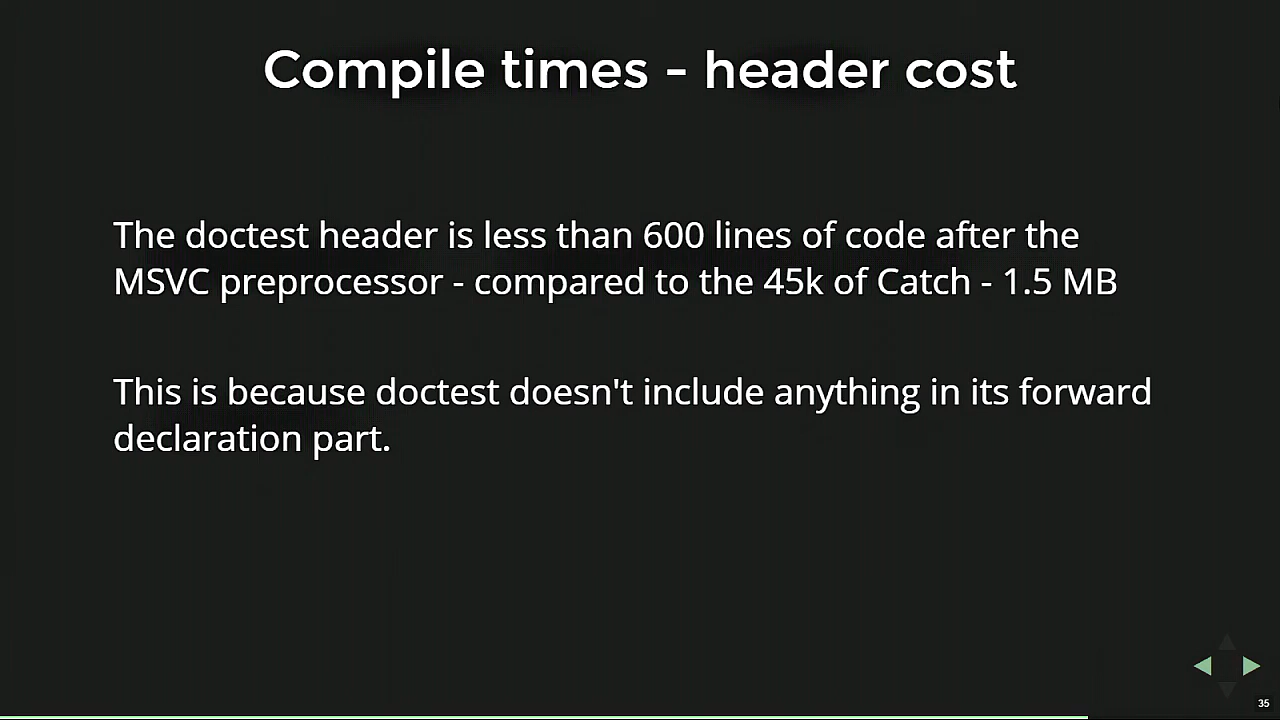 Compile times - header cost
The doctest header is less than 600 lines of code after the
MSVC preprocessor - compared to the 45k of Catch - 1.5 MB
This is because doctest doesn't include anything in its forward
declaration part.
35